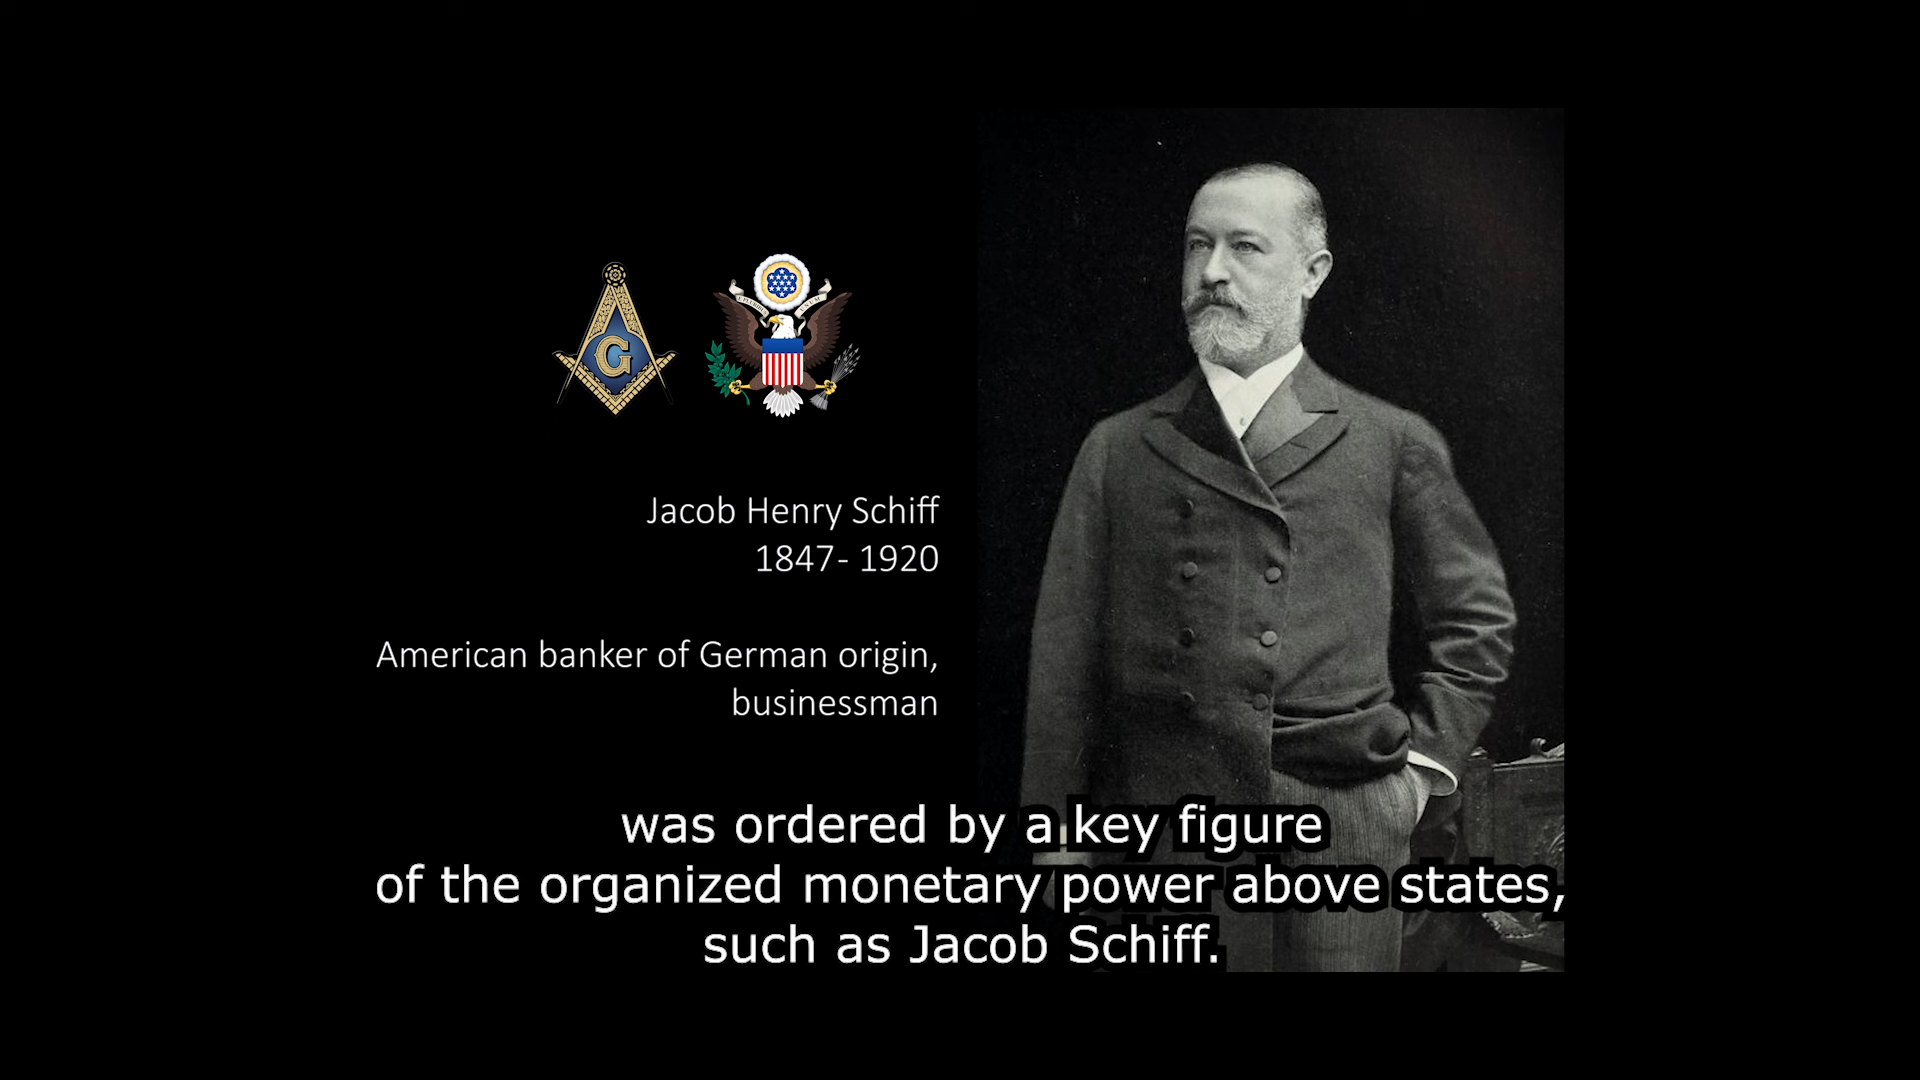 G
Jacob Henry Schiff
1847- 1920
American banker of German origin,
businessman
was ordered by a key figure
of the organized monetary power above states,
such as Jacob Schiff.